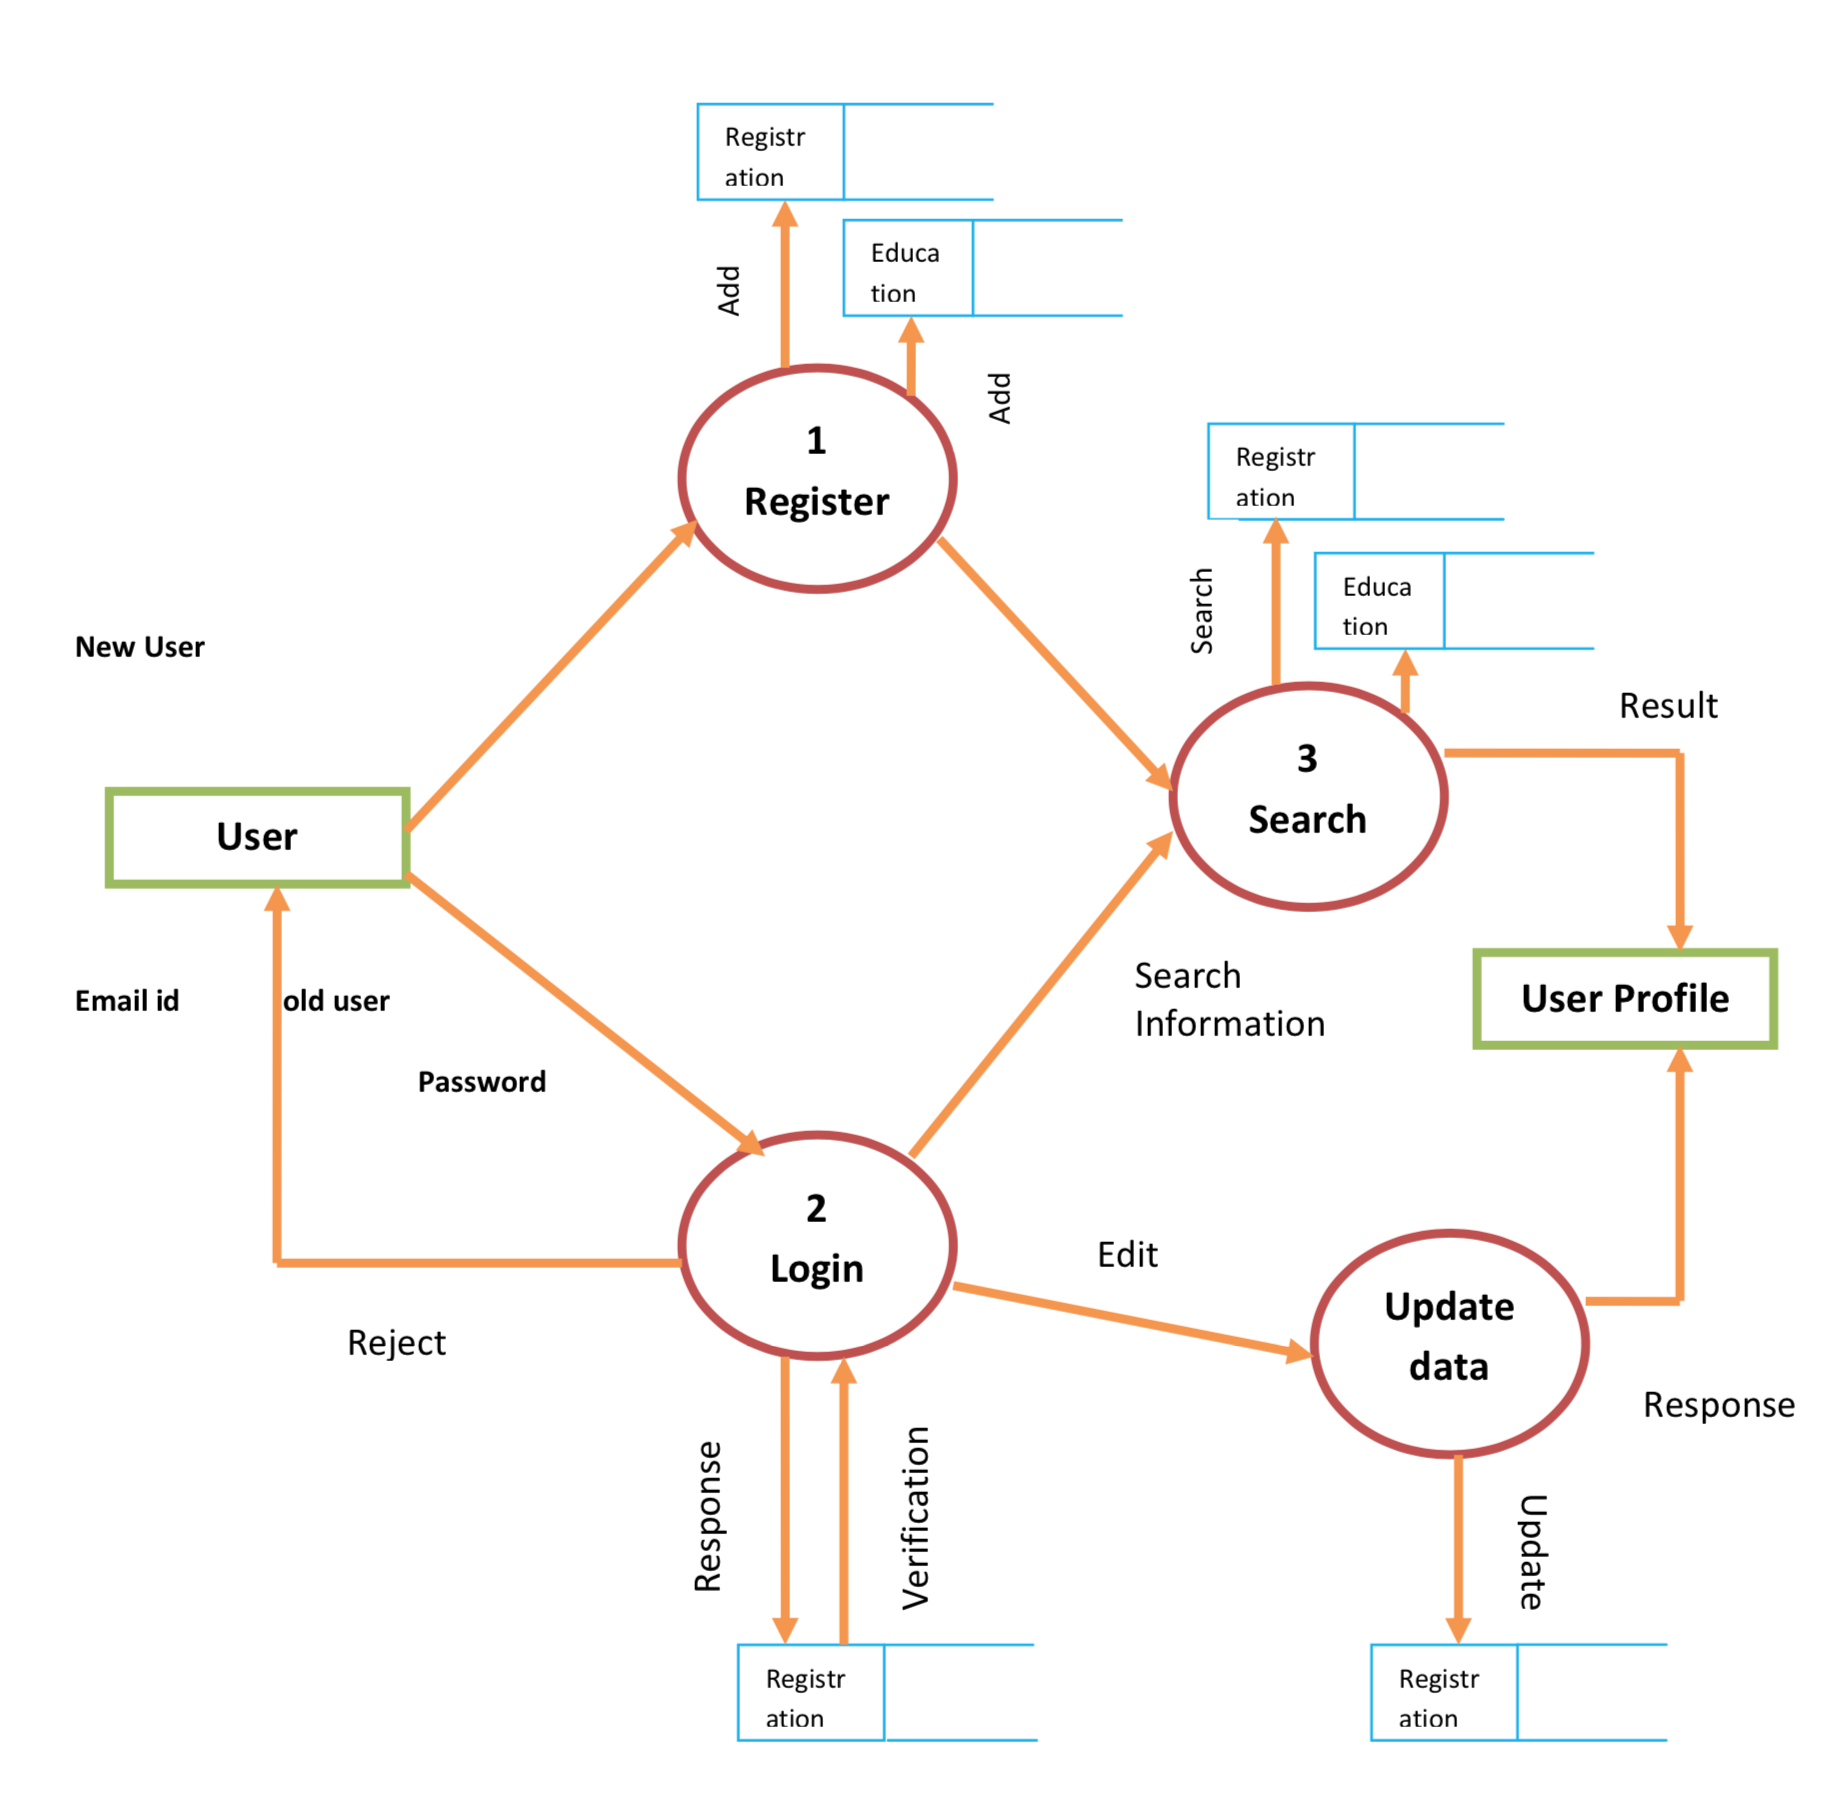 Registr
ation
Educa
tion
Add
Add
1
Register
Registr
ation
Educa
tion
Search
New User
Result
3
Search
User
User Profile
Email id
old user
Search
Information
Password
2
Login
Edit
Update
data
Reject
Response
Response
Verification
Update
Registr
ation
Registr
ation